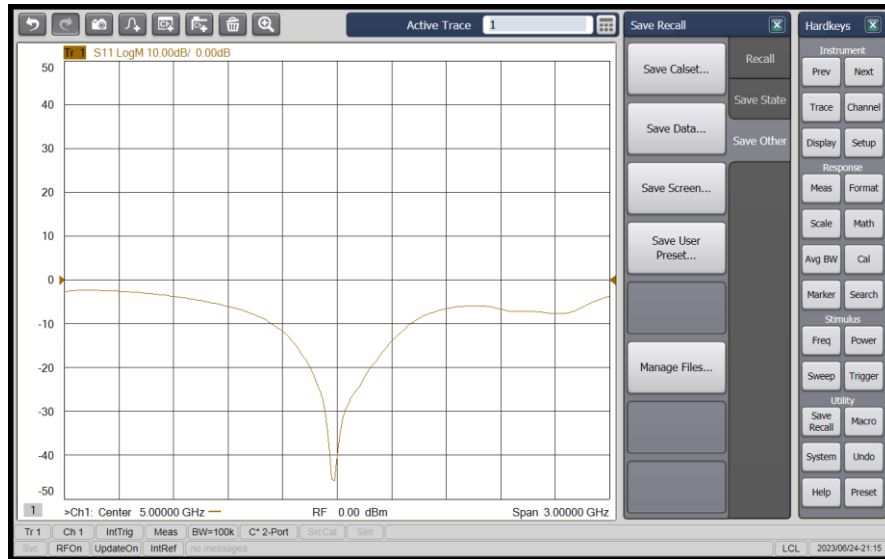 Active Trace 1
Tr 1 S11 LogM 10.00dB/ 0.00dB
50
40
30
20
10
0
-10
-20
-30
-40
-50
1 >Ch1: Center 5.00000 GHz — RF 0.00 dBm Span 3.00000 GHz
Save Recall X
Save Calset...
Save Data...
Save Screen...
Save User
Preset...
Manage Files...
Recall
Save State
Save Other
Hardkeys X
Instrument
Prev Next
Trace Channel
Display Setup
Response
Meas Format
Scale Math
Avg BW Cal
Marker Search
Stimulus
Freq Power
Sweep Trigger
Utility
Save
Recall Macro
System Undo
Help Preset
Tr 1 Ch 1 IntTrig Meas BW=100k C* 2-Port SrcCal Sim
Svc RFOn UpdateOn IntRef no messages LCL 2023/06/24-21:15